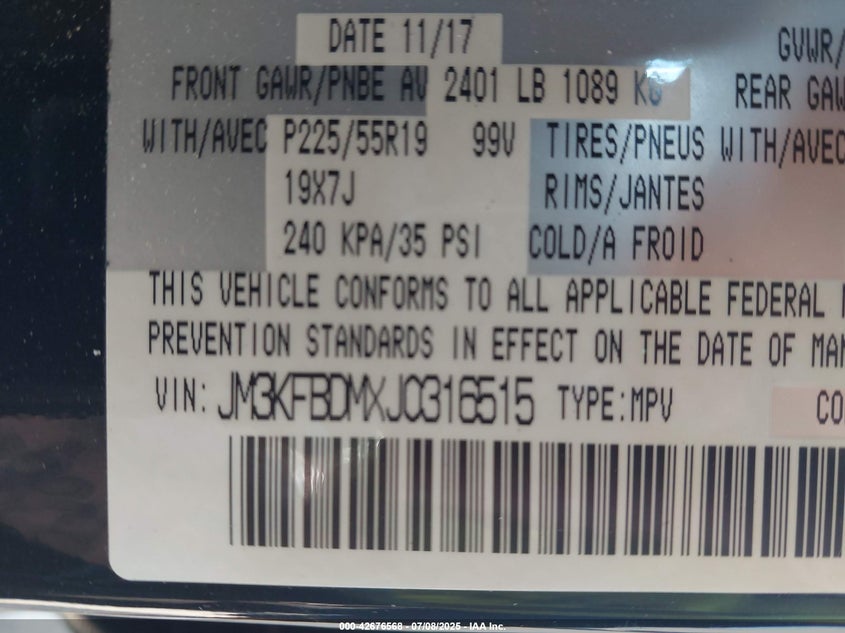 DATE 11/17
GVWR/
FRONT GAWR/PNBE AV 2401 LB 1089 KG REAR GAW
WITH/AVEC P225/55R19 99V TIRES/PNEUS WITH/AVEC
19X7J RIMS/JANTES
240 KPA/35 PSI COLD/A FROID
THIS VEHICLE CONFORMS TO ALL APPLICABLE FEDERAL
PREVENTION STANDARDS IN EFFECT ON THE DATE OF MAN
VIN: JM3KFBDMXJ0316515 TYPE:MPV CO
000-42676568 - 07/08/2025 - IAA Inc.